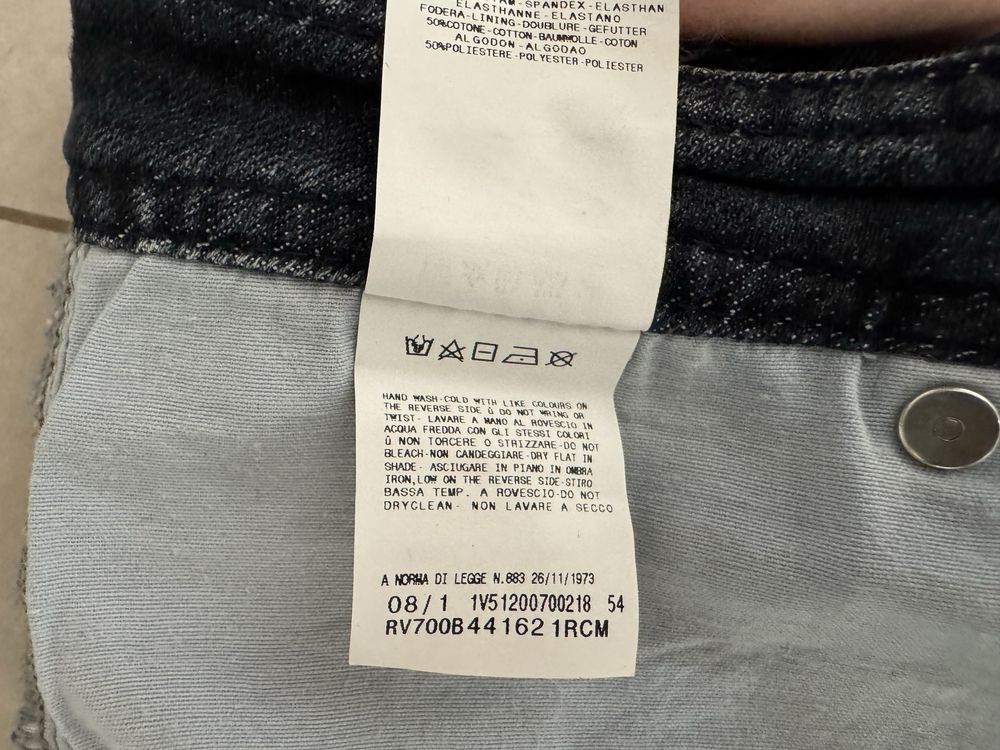 SPANDEX-ELASTHAN
ELASTHANNE-ELASTANO
FODERA-LINING-DOUBLURE-GEFUTTER
50%COTONE-COTTON-BAUMWOLLE-COTON
ALGODON-ALGODAO
50%POLIESTERE-POLYESTER-POLIESTER
HAND WASH-COLD WITH LIKE COLOURS ON
THE REVERSE SIDE û DO NOT WRING OR
TWIST- LAVARE A MANO AL ROVESCIO IN
ACQUA FREDDA CON GLI STESSI COLORI
û NON TORCERE O STRIZZARE-DO NOT
BLEACH-NON CANDEGGIARE-DRY FLAT IN
SHADE- ASCIUGARE IN PIANO IN OMBRA
IRON,LOW ON THE REVERSE SIDE-STIRO
BASSA TEMP. A ROVESCIO-DO NOT
DRYCLEAN- NON LAVARE A SECCO
A NORMA DI LEGGE N.883 26/11/1973
08/1 1V51200700218 54
RV700B44162 1RCM